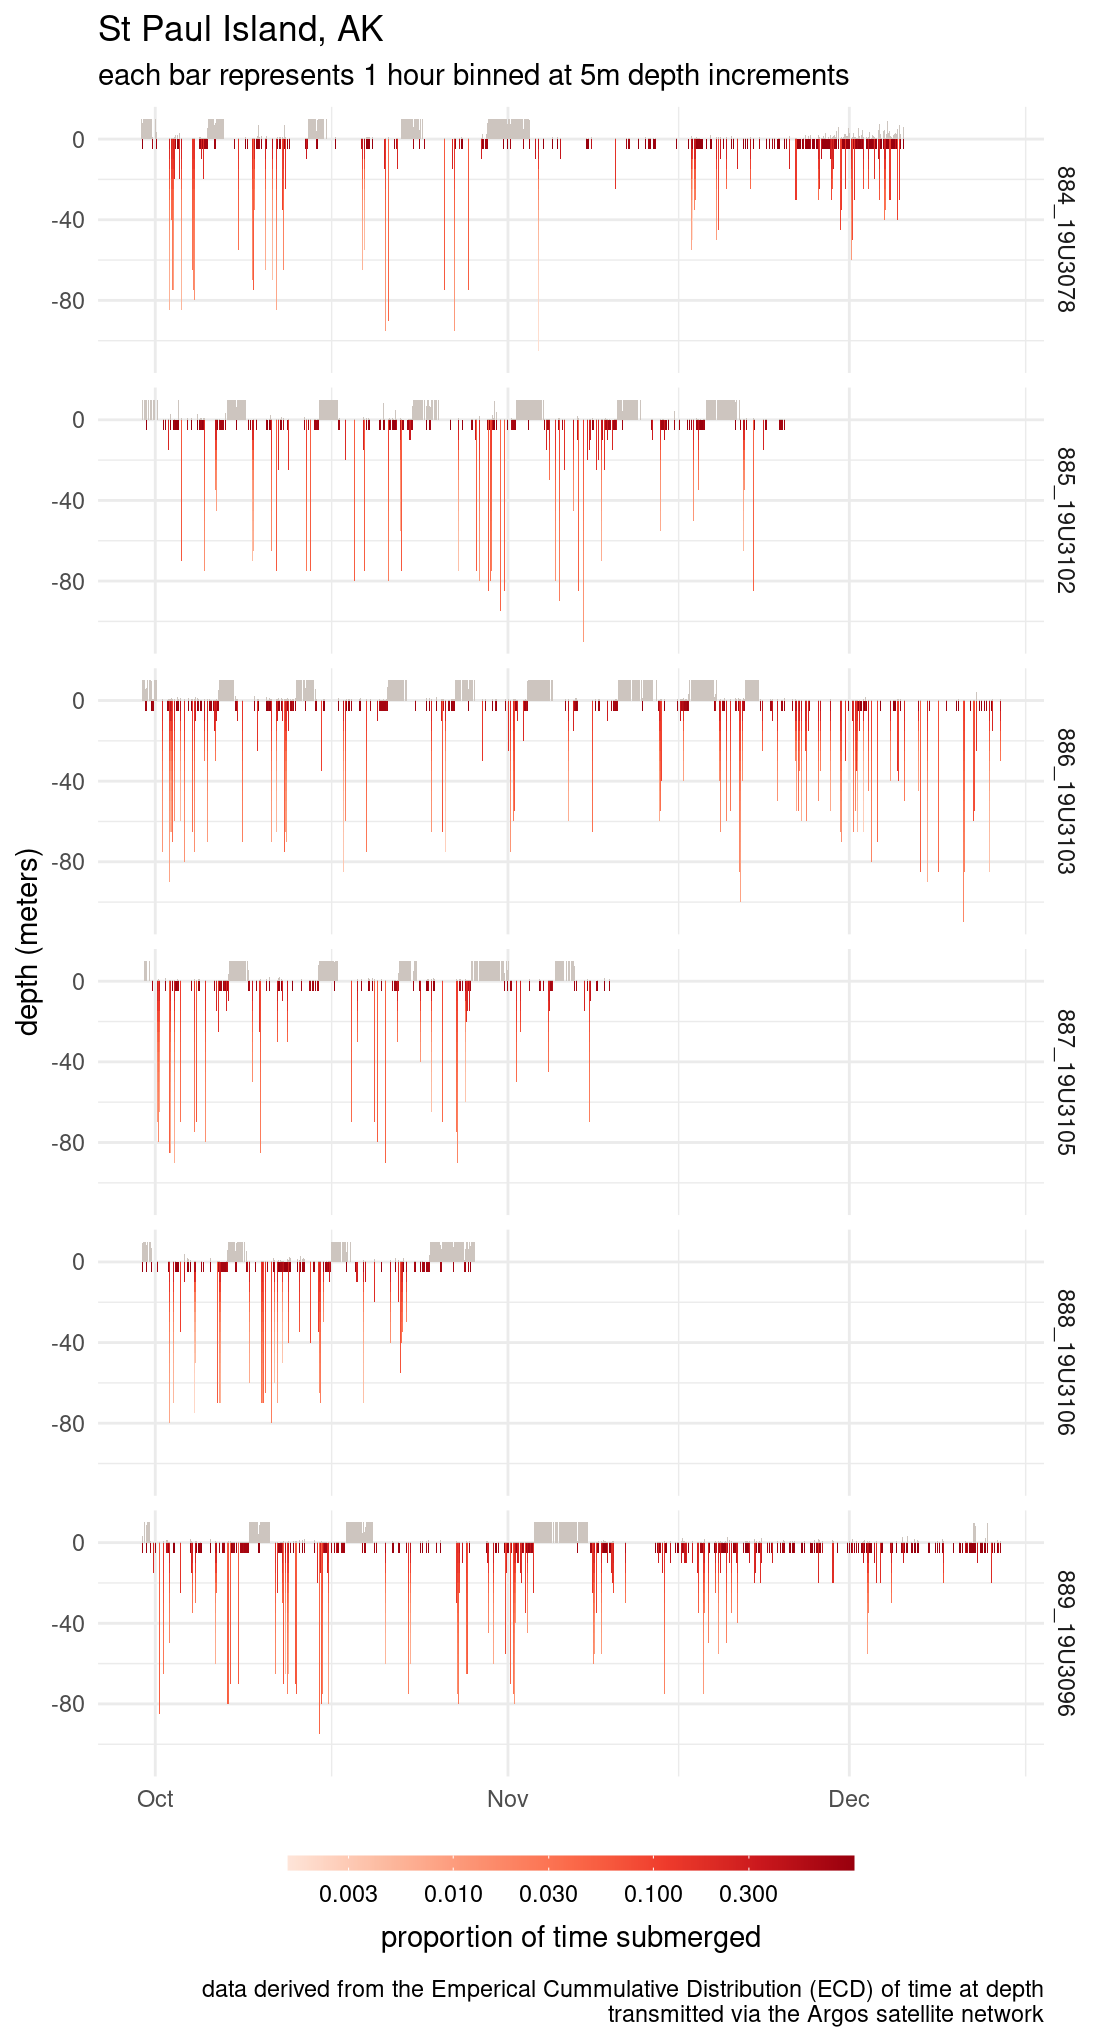 St Paul Island, AK
each bar represents 1 hour binned at 5m depth increments
0
-40
-80
884_19U3078
0
-40
-80
885_19U3102
0
-40
-80
886_19U3103
depth (meters)
0
-40
-80
887_19U3105
0
-40
-80
888_19U3106
0
-40
-80
889_19U3096
Oct Nov Dec
0.003 0.010 0.030 0.100 0.300
proportion of time submerged
data derived from the Emperical Cummulative Distribution (ECD) of time at depth
transmitted via the Argos satellite network